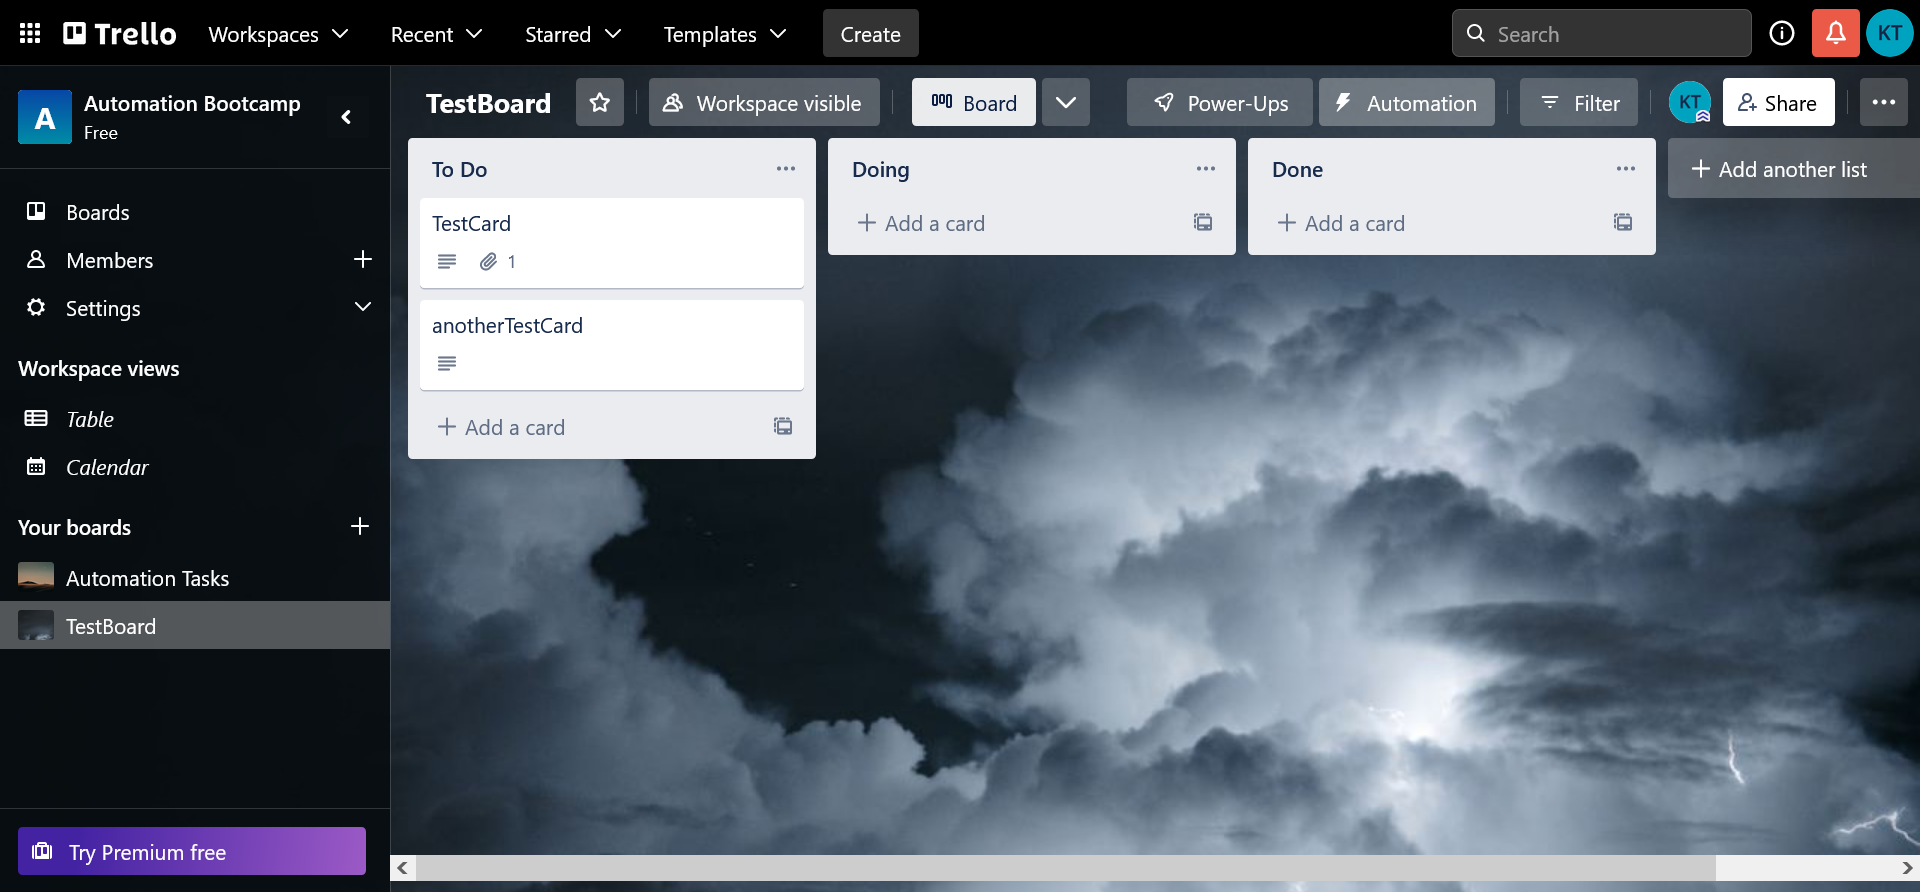 Trello
Workspaces
Recent
Starred
Templates
Create
Search
KT
A
Automation Bootcamp
Free
TestBoard
Workspace visible
Board
Power-Ups
Automation
Filter
KT
Share
Boards
Members
Settings
Workspace views
Table
Calendar
Your boards
Automation Tasks
TestBoard
Try Premium free
To Do
TestCard
1
anotherTestCard
Add a card
Doing
Add a card
Done
Add a card
Add another list